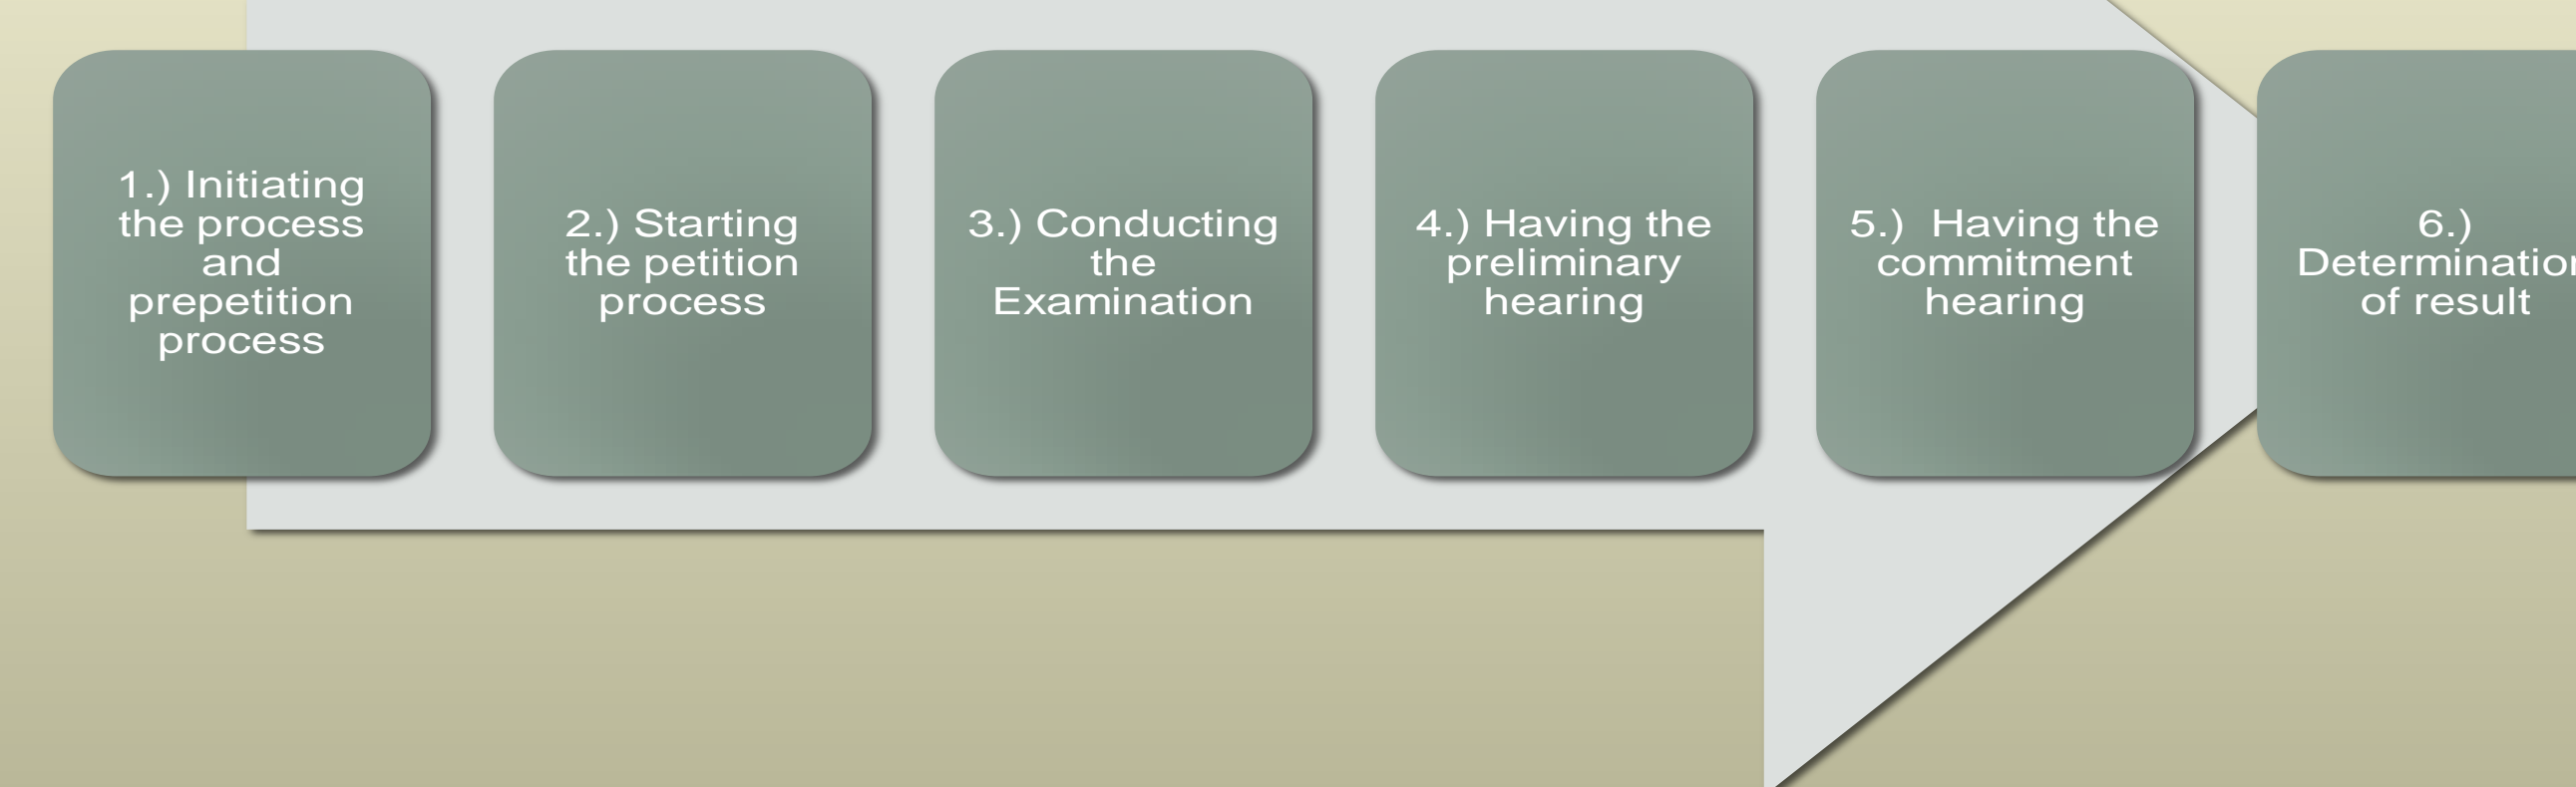 1.) Initiating
the process
and
prepetition
process
2.) Starting
the petition
process
3.) Conducting
the
Examination
4.) Having the
preliminary
hearing
5.)  Having the
commitment
hearing
6.)
Determination
of result